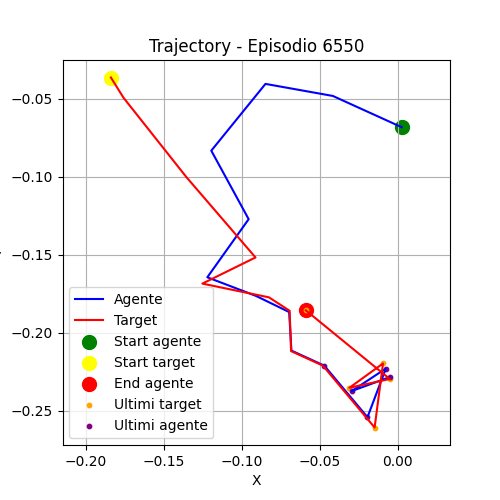 Trajectory - Episodio 6550
−0.05
−0.10
−0.15
−0.20
−0.25
Agente
Target
Start agente
Start target
End agente
Ultimi target
Ultimi agente
−0.20 −0.15 −0.10 −0.05 0.00
X